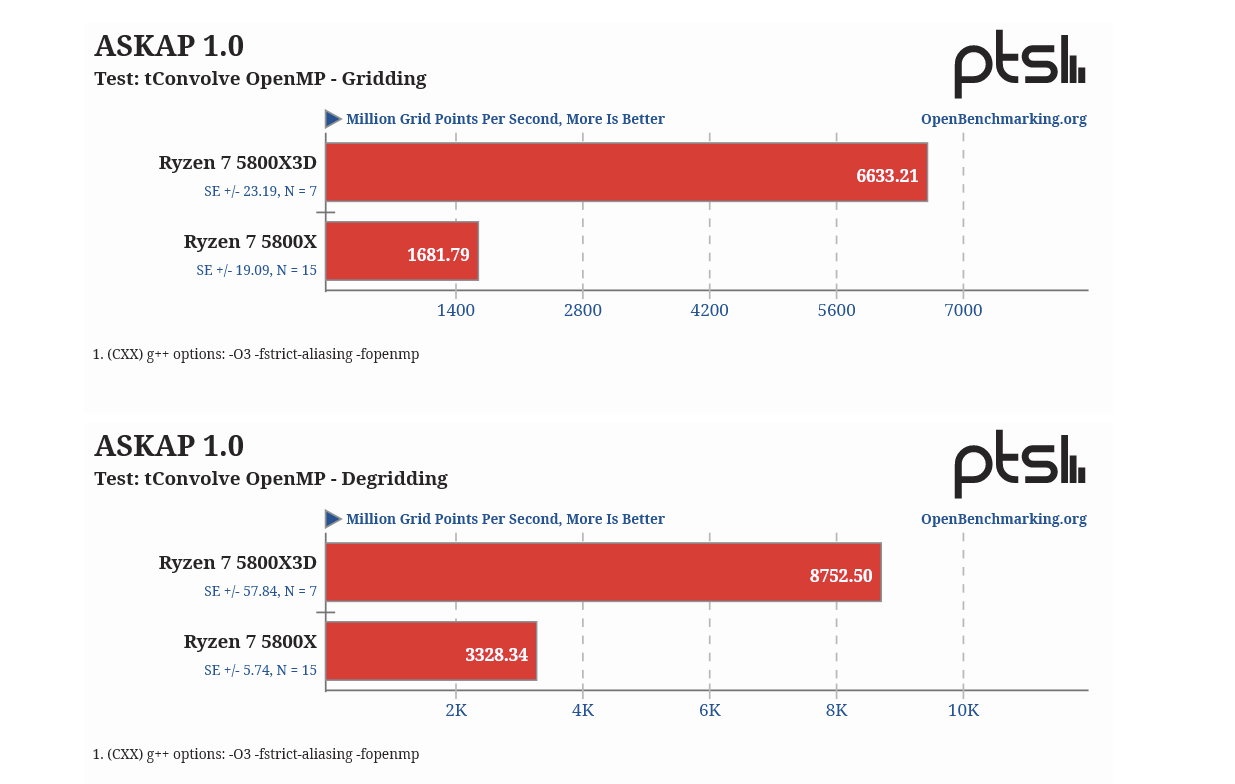 ASKAP 1.0
Test: tConvolve OpenMP - Gridding
ptsl
Million Grid Points Per Second, More Is Better
OpenBenchmarking.org
Ryzen 7 5800X3D
SE +/- 23.19, N = 7
6633.21
Ryzen 7 5800X
SE +/- 19.09, N = 15
1681.79
1400 2800 4200 5600 7000
1. (CXX) g++ options: -O3 -fstrict-aliasing -fopenmp
ASKAP 1.0
Test: tConvolve OpenMP - Degridding
ptsl
Million Grid Points Per Second, More Is Better
OpenBenchmarking.org
Ryzen 7 5800X3D
SE +/- 57.84, N = 7
8752.50
Ryzen 7 5800X
SE +/- 5.74, N = 15
3328.34
2K 4K 6K 8K 10K
1. (CXX) g++ options: -O3 -fstrict-aliasing -fopenmp